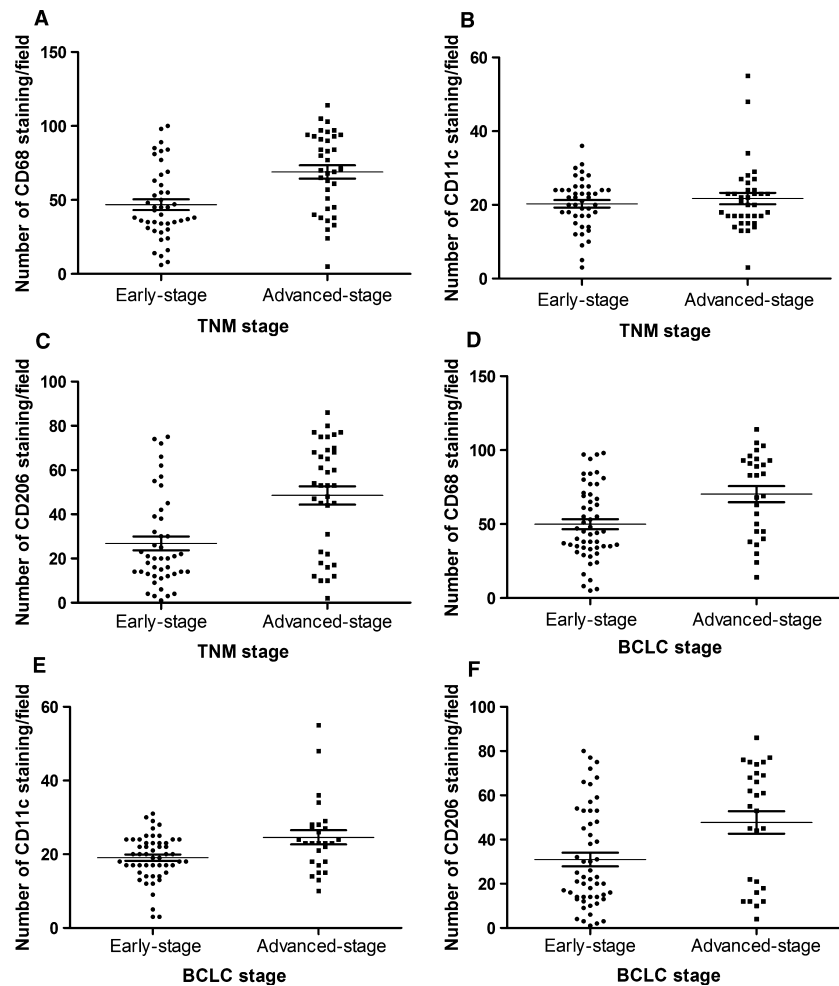 A
Number of CD68 staining/field
150
100
50
0
Early-stage
Advanced-stage
TNM stage
B
Number of CD11c staining/field
60
40
20
0
Early-stage
Advanced-stage
TNM stage
C
Number of CD206 staining/field
100
80
60
40
20
0
Early-stage
Advanced-stage
TNM stage
D
Number of CD68 staining/field
150
100
50
0
Early-stage
Advanced-stage
BCLC stage
E
Number of CD11c staining/field
60
40
20
0
Early-stage
Advanced-stage
BCLC stage
F
Number of CD206 staining/field
100
80
60
40
20
0
Early-stage
Advanced-stage
BCLC stage